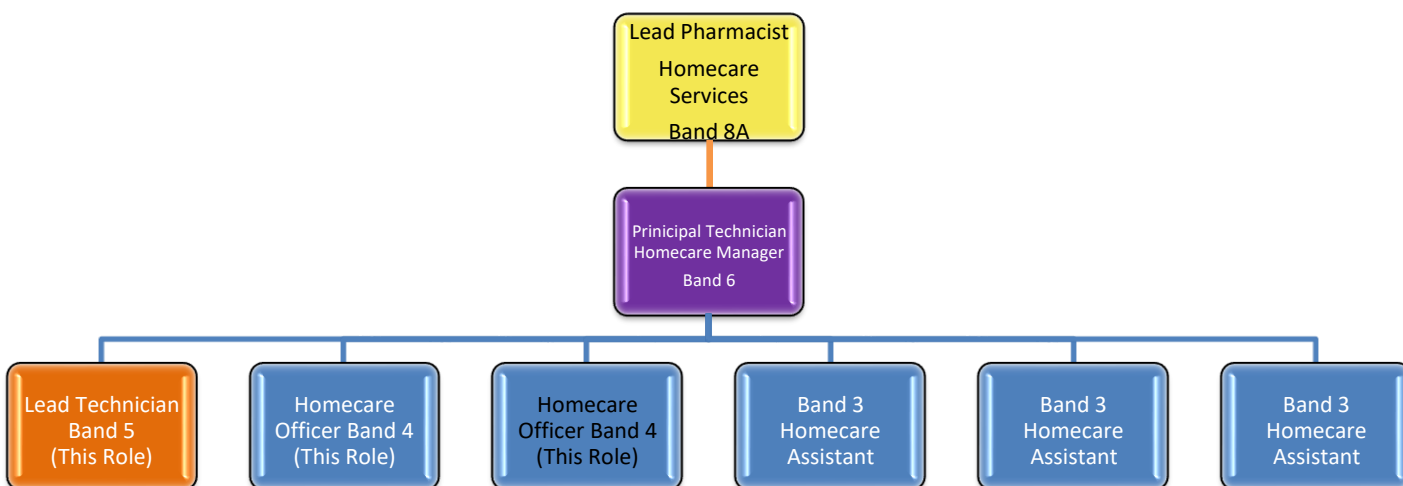 Lead Pharmacist
Homecare
Services
Band 8A
Prinicipal Technician
Homecare Manager
Band 6
Lead Technician
Band 5
(This Role)
Homecare
Officer Band 4
(This Role)
Homecare
Officer Band 4
(This Role)
Band 3
Homecare
Assistant
Band 3
Homecare
Assistant
Band 3
Homecare
Assistant